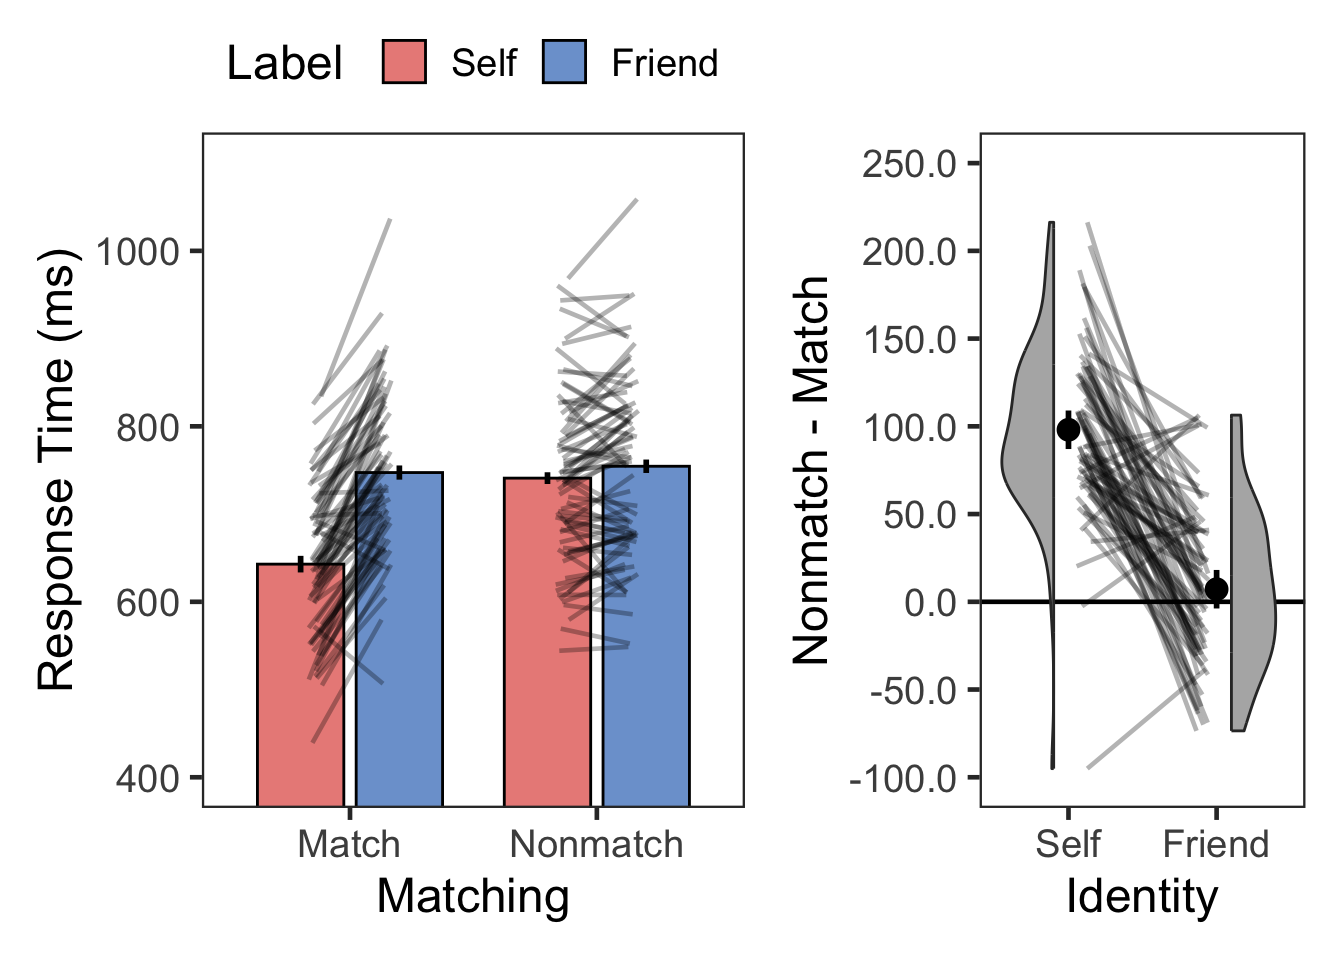 Label Self Friend
Response Time (ms)
1000
800
600
400
Match Nonmatch
Matching
Nonmatch - Match
250.0
200.0
150.0
100.0
50.0
0.0
-50.0
-100.0
Self Friend
Identity